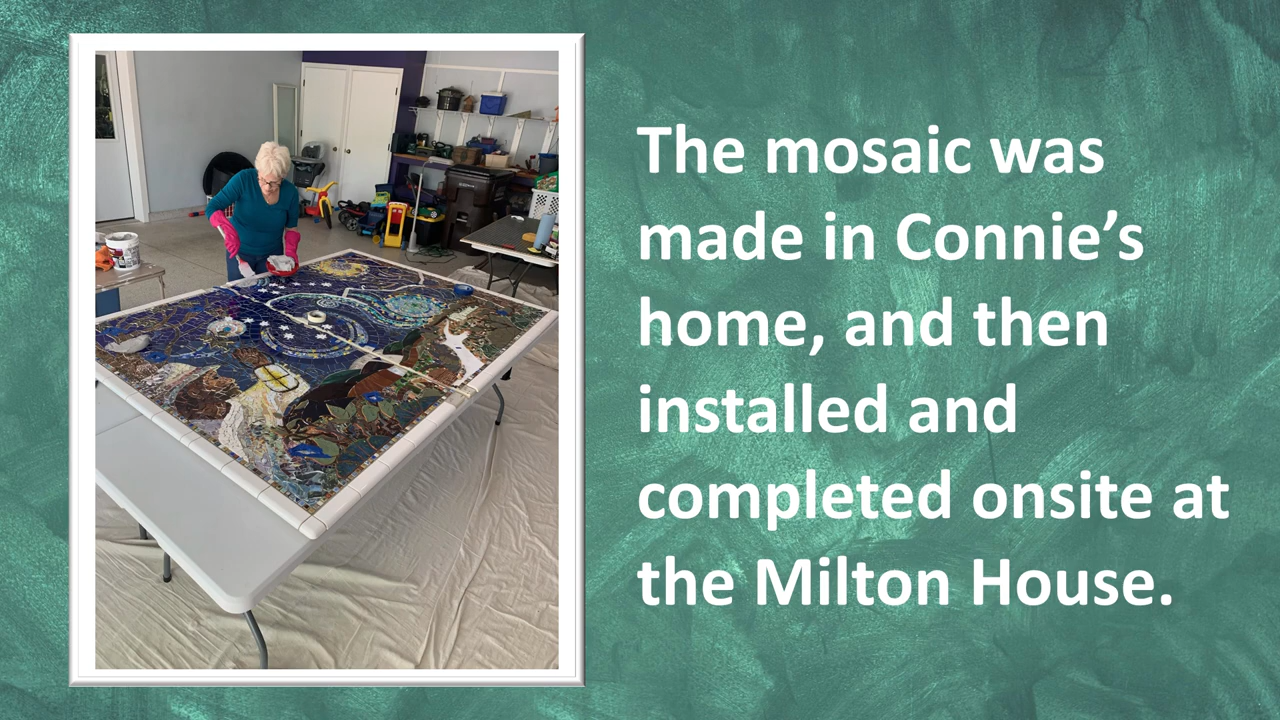 The mosaic was
made in Connie’s
home, and then
installed and
completed onsite at
the Milton House.